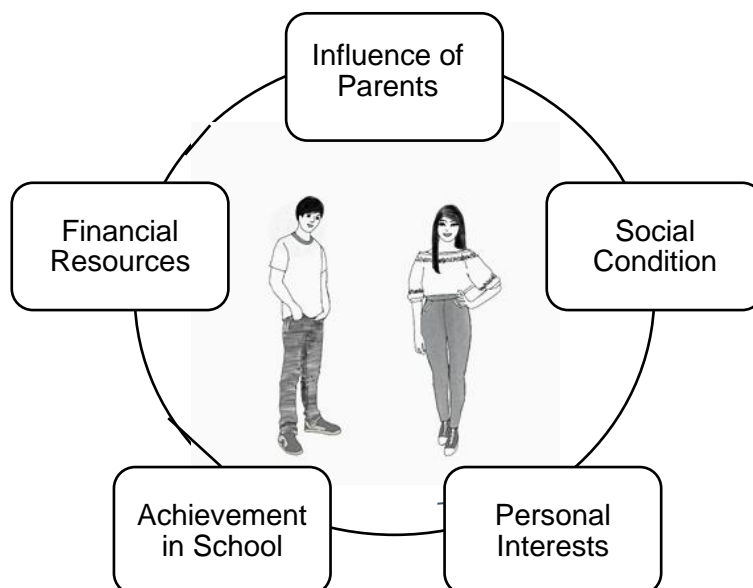 Influence of
Parents
Financial
Resources
Social
Condition
Achievement
in School
Personal
Interests